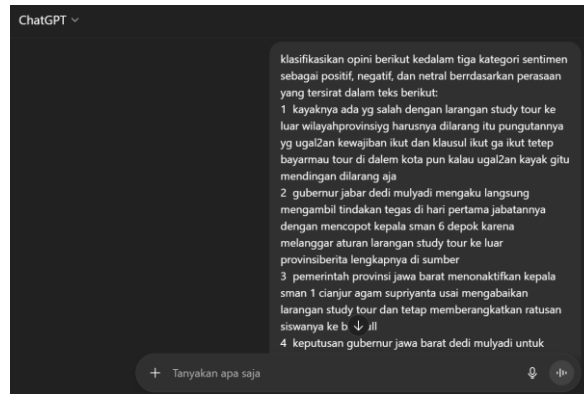 ChatGPT
klasifikasikan opini berikut kedalam tiga kategori sentimen
sebagai positif, negatif, dan netral berrdasarkan perasaan
yang tersirat dalam teks berikut:
1 kayaknya ada yg salah dengan larangan study tour ke
luar wilayahprovinsiyg harusnya dilarang itu pungutannya
yg ugal2an kewajiban ikut dan klausul ikut ga ikut tetep
bayarmau tour di dalem kota pun kalau ugal2an kayak gitu
mendingan dilarang aja
2 gubernur jabar dedi mulyadi mengaku langsung
mengambil tindakan tegas di hari pertama jabatannya
dengan mencopot kepala sman 6 depok karena
melanggar aturan larangan study tour ke luar
provinsiberita lengkapnya di sumber
3 pemerintah provinsi jawa barat menonaktifkan kepala
sman 1 cianjur agam supriyanta usai mengabaikan
larangan study tour dan tetap memberangkatkan ratusan
siswanya ke b ull
4 keputusan gubernur jawa barat dedi mulyadi untuk
Tanyakan apa saja